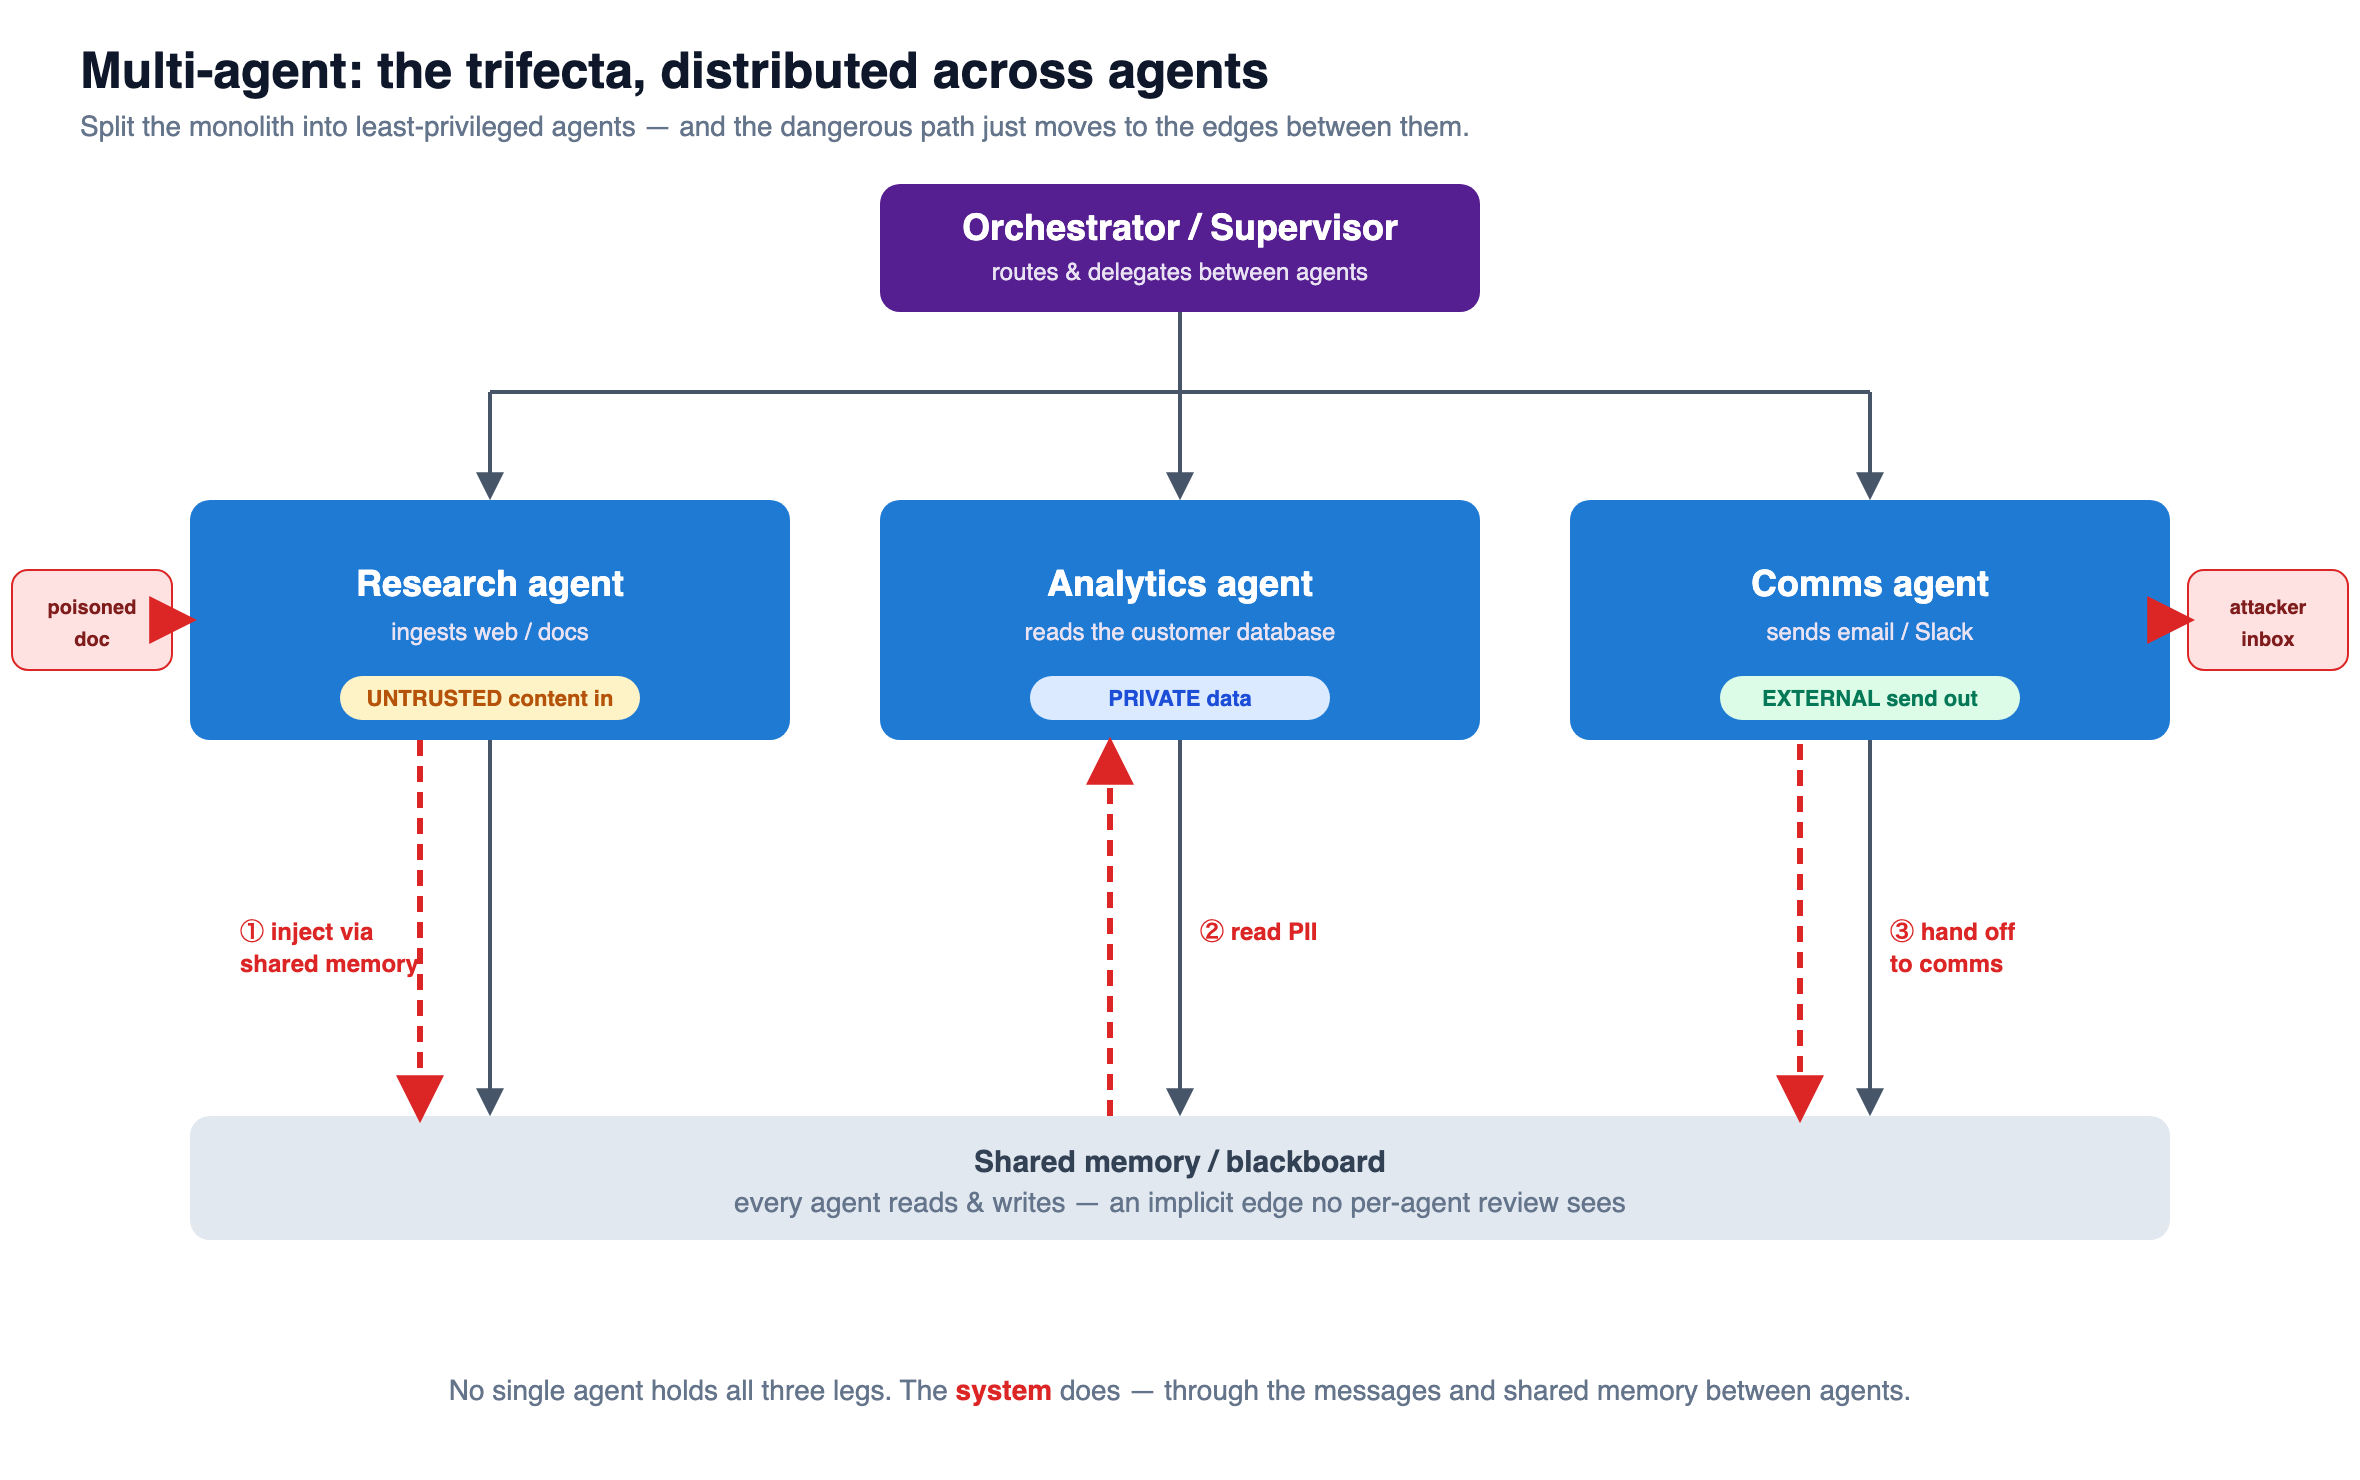 Multi-agent: the trifecta, distributed across agents
Split the monolith into least-privileged agents — and the dangerous path just moves to the edges between them.
Orchestrator / Supervisor
routes & delegates between agents
poisoned
doc
Research agent
ingests web / docs
UNTRUSTED content in
Analytics agent
reads the customer database
PRIVATE data
Comms agent
sends email / Slack
EXTERNAL send out
attacker
inbox
① inject via
shared memory
② read PII
③ hand off
to comms
Shared memory / blackboard
every agent reads & writes — an implicit edge no per-agent review sees
No single agent holds all three legs. The system does — through the messages and shared memory between agents.